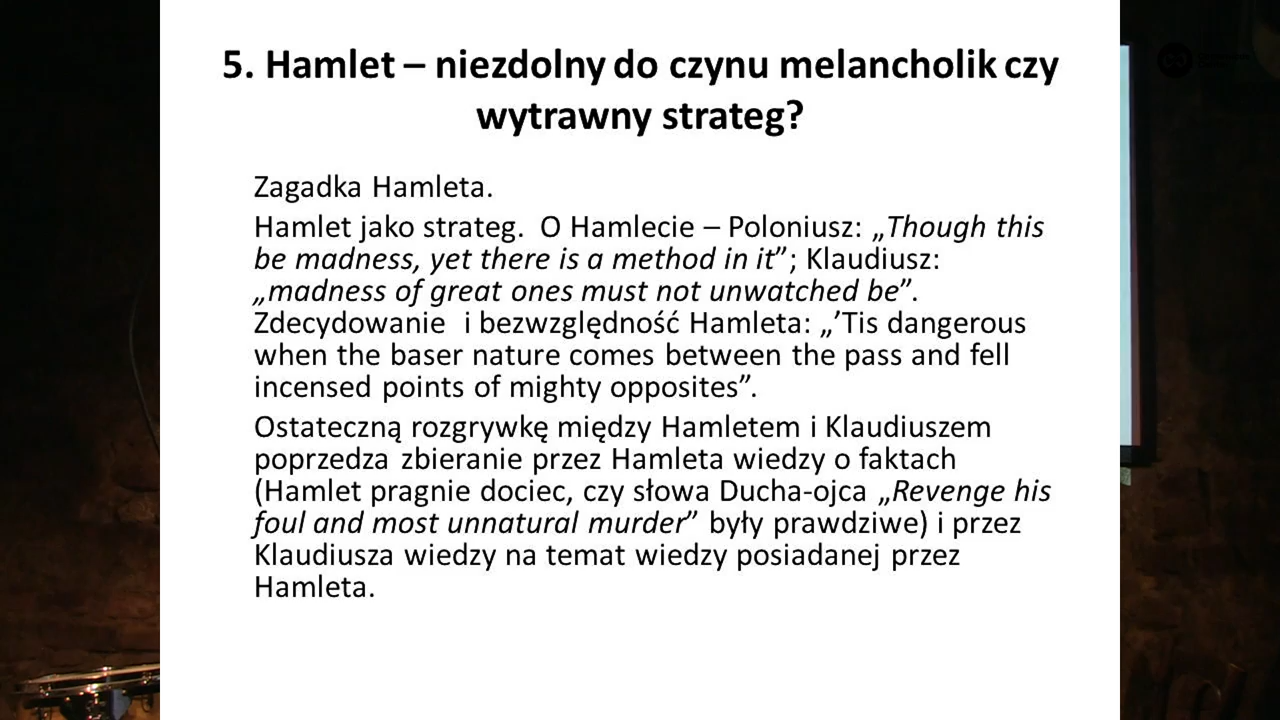 5. Hamlet – niezdolny do czynu melancholik czy
wytrawny strateg?
Zagadka Hamleta.
Hamlet jako strateg.  O Hamlecie – Poloniusz: „Though this
be madness, yet there is a method in it”; Klaudiusz:
„madness of great ones must not unwatched be”.
Zdecydowanie  i bezwzględność Hamleta: „’Tis dangerous
when the baser nature comes between the pass and fell
incensed points of mighty opposites”.
Ostateczną rozgrywkę między Hamletem i Klaudiuszem
poprzedza zbieranie przez Hamleta wiedzy o faktach
(Hamlet pragnie dociec, czy słowa Ducha-ojca „Revenge his
foul and most unnatural murder” były prawdziwe) i przez
Klaudiusza wiedzy na temat wiedzy posiadanej przez
Hamleta.